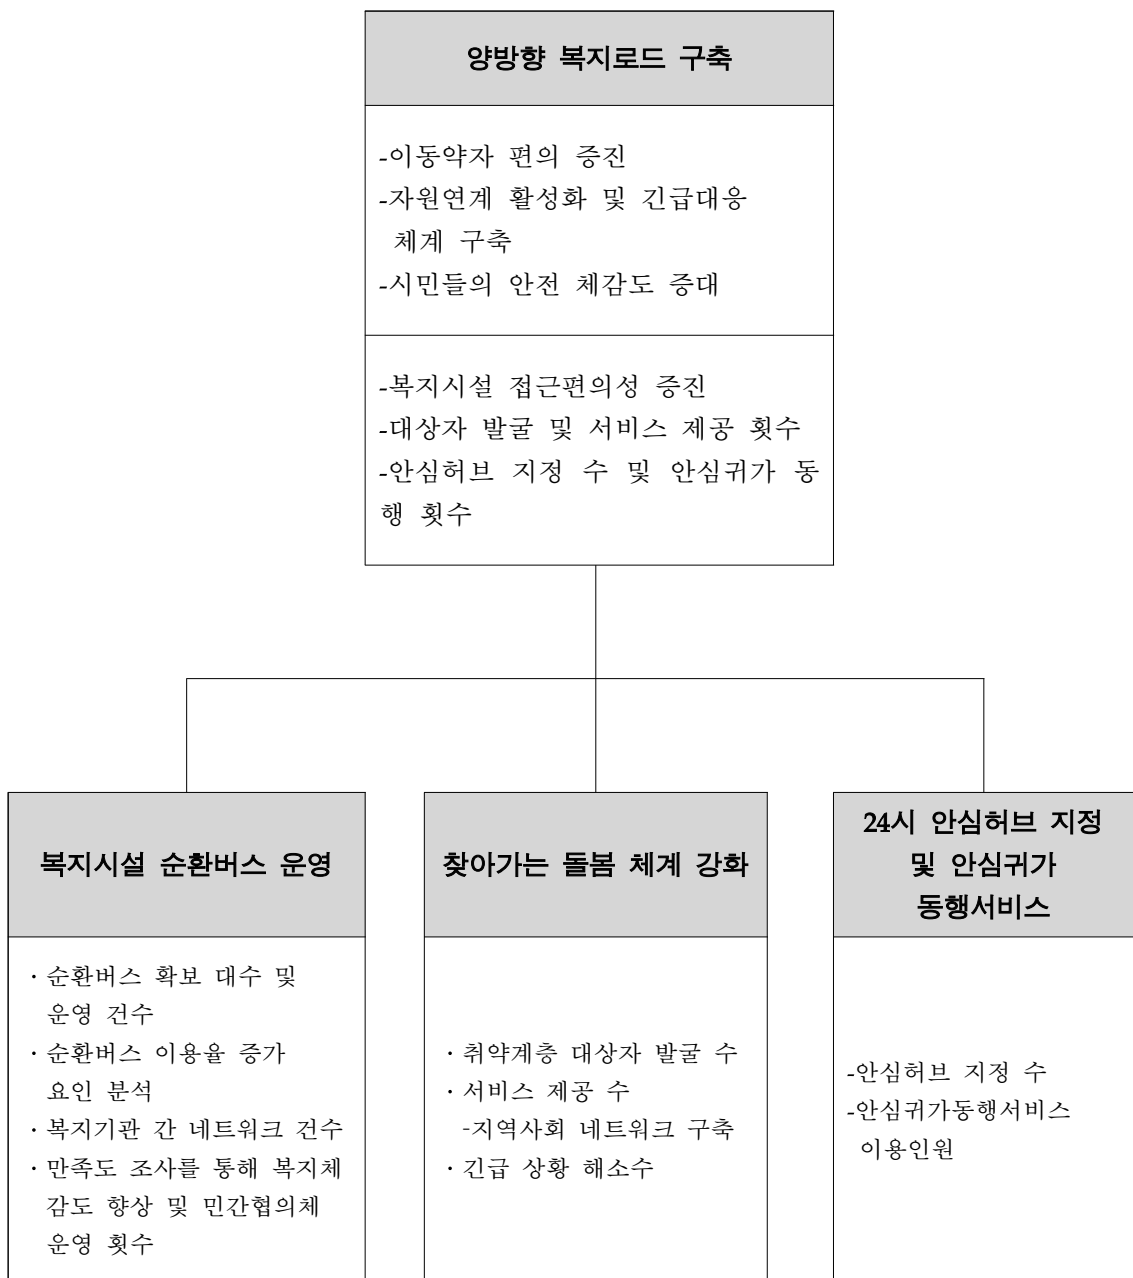 양방향 복지로드 구축
-이동약자 편의 증진
-자원연계 활성화 및 긴급대응
체계 구축
-시민들의 안전 체감도 증대
-복지시설 접근편의성 증진
-대상자 발굴 및 서비스 제공 횟수
-안심허브 지정 수 및 안심귀가 동
행 횟수
복지시설 순환버스 운영
· 순환버스 확보 대수 및
운영 건수
· 순환버스 이용율 증가
요인 분석
· 복지기관 간 네트워크 건수
· 만족도 조사를 통해 복지체
감도 향상 및 민간협의체
운영 횟수
찾아가는 돌봄 체계 강화
· 취약계층 대상자 발굴 수
· 서비스 제공 수
-지역사회 네트워크 구축
· 긴급 상황 해소수
24시 안심허브 지정
및 안심귀가
동행서비스
-안심허브 지정 수
-안심귀가동행서비스
이용인원